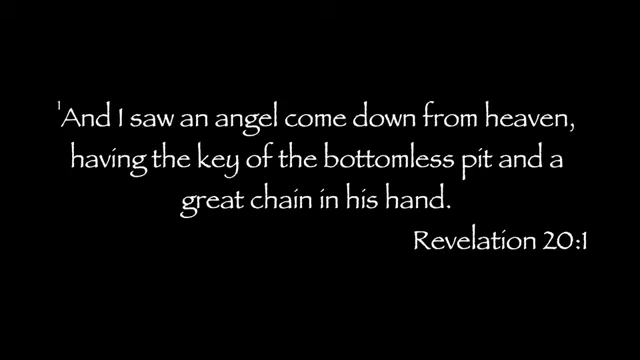 'And I saw an angel come down from heaven,
having the key of the bottomless pit and a
great chain in his hand.
Revelation 20:1